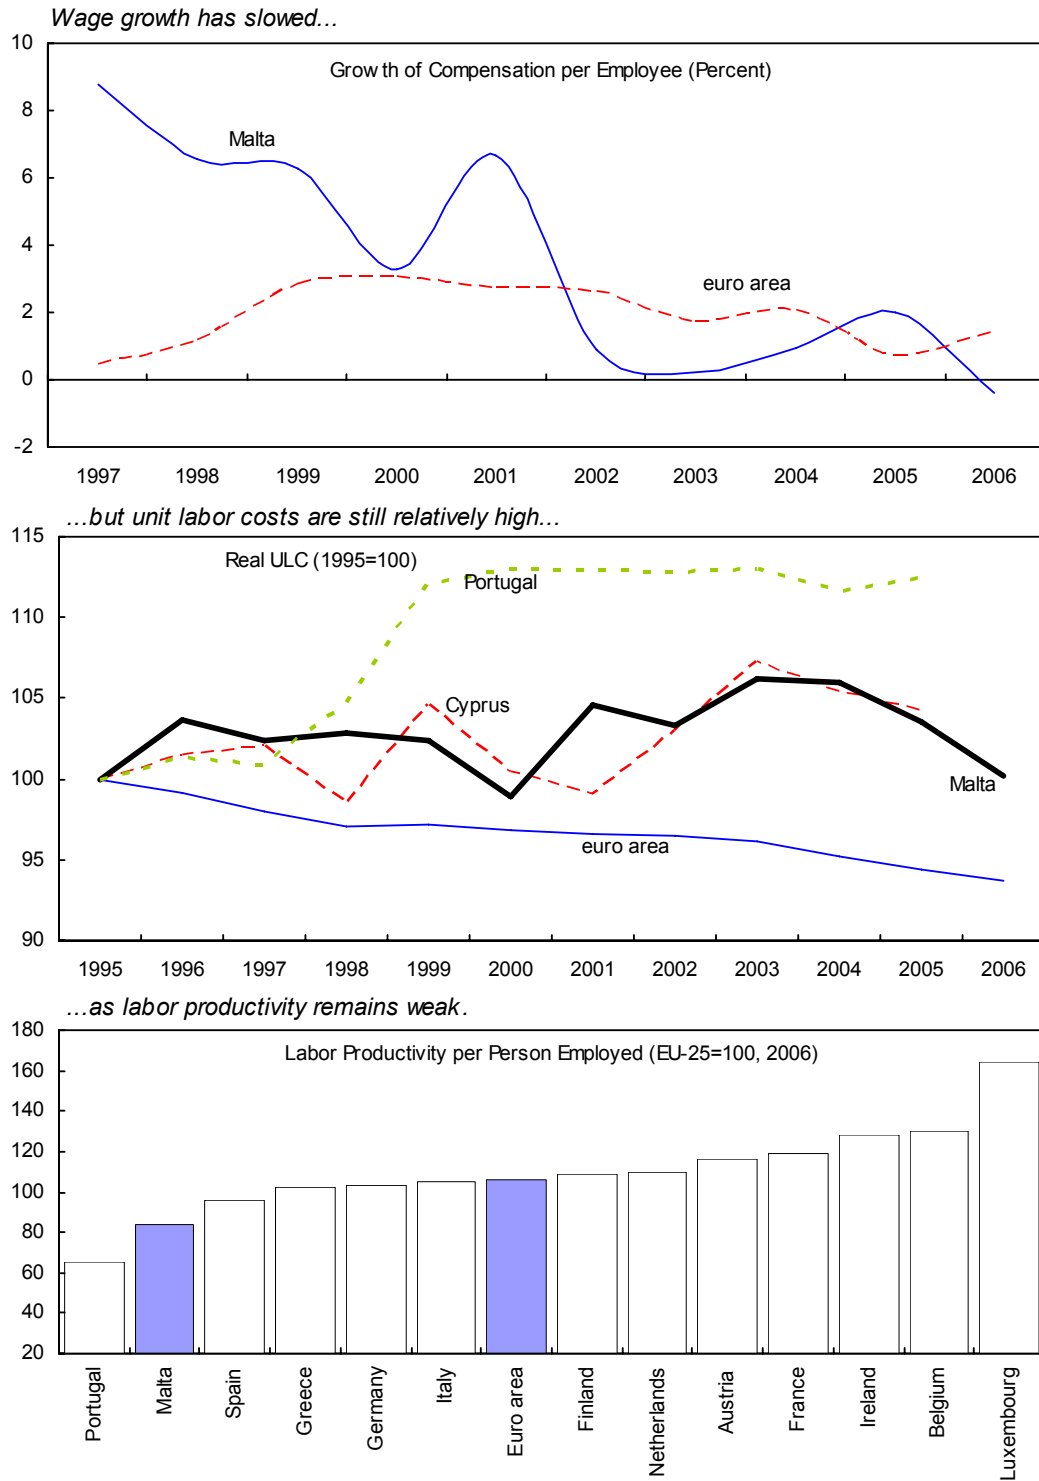 Wage growth has slowed...
10
Growth of Compensation per Employee (Percent)
8
Malta
6
4
euro area
2
0
-2
1997 1998 1999 2000 2001 2002 2003 2004 2005 2006
...but unit labor costs are still relatively high...
115
Real ULC (1995=100)
Portugal
110
105
Cyprus
100
Malta
euro area
95
90
1995 1996 1997 1998 1999 2000 2001 2002 2003 2004 2005 2006
...as labor productivity remains weak.
180
Labor Productivity per Person Employed (EU-25=100, 2006)
160
140
120
100
80
60
40
20
Portugal
Malta
Spain
Greece
Germany
Italy
Euro area
Finland
Netherlands
Austria
France
Ireland
Belgium
Luxembourg